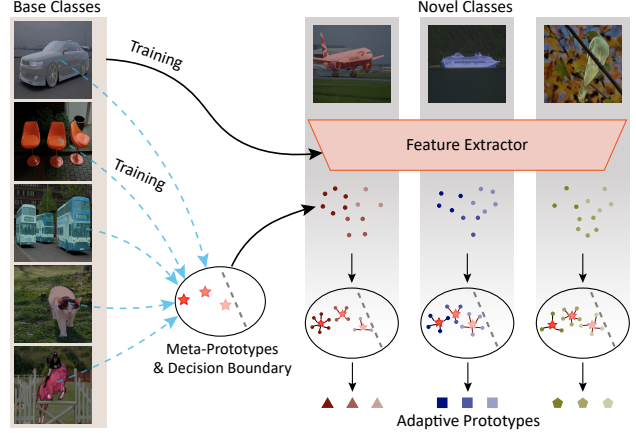 Base Classes
Novel Classes
Training
Training
Feature Extractor
Meta-Prototypes
& Decision Boundary
Adaptive Prototypes